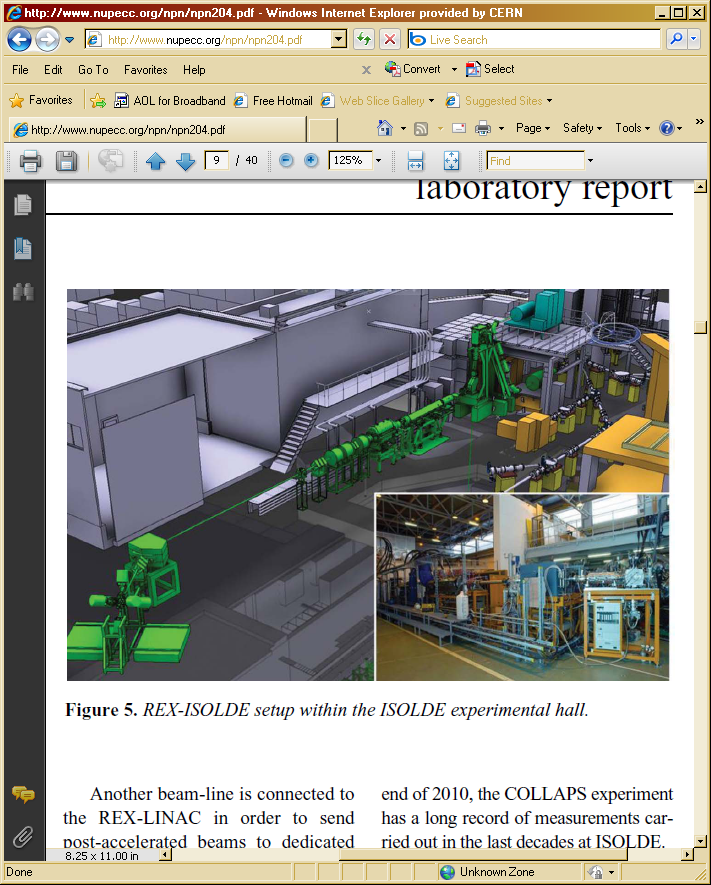 http://www.nupecc.org/npn/npn204.pdf - Windows Internet Explorer provided by CERN
http://www.nupecc.org/npn/npn204.pdf
Live Search
File Edit Go To Favorites Help
x Convert Select
Favorites AOL for Broadband Free Hotmail Web Slice Gallery Suggested Sites
http://www.nupecc.org/npn/npn204.pdf
Page Safety Tools
9 / 40 125% Find
laboratory report
Figure 5. REX-ISOLDE setup within the ISOLDE experimental hall.
Another beam-line is connected to
the REX-LINAC in order to send
post-accelerated beams to dedicated
end of 2010, the COLLAPS experiment
has a long record of measurements car-
ried out in the last decades at ISOLDE.
8.25 x 11.00 in
Done Unknown Zone